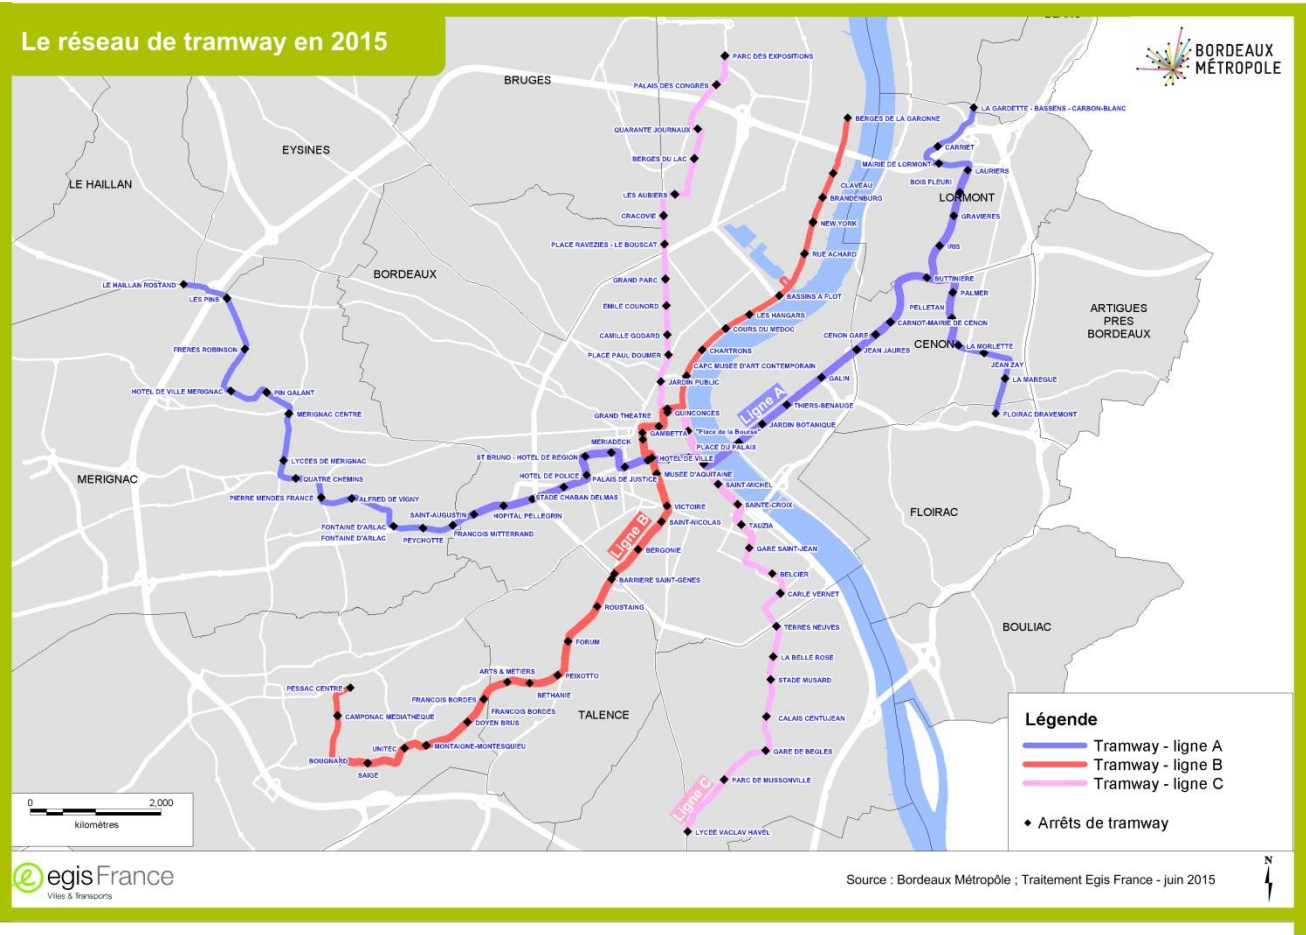 Le réseau de tramway en 2015
BORDEAUX
MÉTROPOLE
BRUGES
EYSINES
LE HAILLAN
BORDEAUX
MERIGNAC
TALENCE
LORMONT
CENON
ARTIGUES
PRES
BORDEAUX
FLOIRAC
BOULIAC
PARC DES EXPOSITIONS
PALAIS DES CONGRES
QUARANTE JOURNAUX
BERGES DU LAC
LES AUBIERS
CRACOVIE
PLACE RAVEZIES - LE BOUSCAT
GRAND PARC
EMILE COUNORD
CAMILLE GODARD
PLACE PAUL DOUMER
JARDIN PUBLIC
BERGES DE LA GARONNE
CLAVEAU
BRANDENBURG
NEW YORK
RUE ACHARD
BASSINS A FLOT
LES HANGARS
COURS DU MEDOC
CHARTRONS
CAPC MUSÉE D'ART CONTEMPORAIN
LA GARDETTE - BASSENS - CARBON-BLANC
CARRIET
MAIRIE DE LORMONT
LAURIERS
BOIS FLEURI
GRAVIERES
IRIS
BUTTINIERE
PALMER
PELLETAN
CARNOT-MAIRIE DE CENON
CENON GARE
LA MORLETTE
JEAN JAURES
JEAN ZAY
LA MAREGUE
FLOIRAC DRAVEMONT
GALIN
THIERS-BENAUGE
JARDIN BOTANIQUE
Ligne A
QUINCONCES
GRAND THEATRE
GAMBETTA
"Place de la Bourse"
PLACE DU PALAIS
MERIADECK
ST BRUNO - HOTEL DE REGION
HOTEL DE VILLE
HOTEL DE POLICE
PALAIS DE JUSTICE
MUSÉE D'AQUITAINE
STADE CHABAN DELMAS
HOPITAL PELLEGRIN
SAINT-AUGUSTIN
FRANCOIS MITTERRAND
PEYCHOTTE
FONTAINE D'ARLAC
FONTAINE D'ARLAC
ALFRED DE VIGNY
PIERRE MENDES FRANCE
QUATRE CHEMINS
LYCÉES DE MERIGNAC
MERIGNAC CENTRE
PIN GALANT
HOTEL DE VILLE MERIGNAC
FRÈRES ROBINSON
LES PINS
LE HAILLAN ROSTAND
VICTOIRE
SAINT-NICOLAS
Ligne B
BERGONIE
BARRIERE SAINT-GENES
ROUSTAING
FORUM
PEIXOTTO
BETHANIE
ARTS & METIERS
FRANCOIS BORDES
FRANCOIS BORDES
DOYEN BRUS
MONTAIGNE-MONTESQUIEU
UNITEC
SAIGE
BOUGNARD
CAMPONAC MEDIATHÈQUE
PESSAC CENTRE
SAINT-MICHEL
SAINTE-CROIX
TAUZIA
GARE SAINT-JEAN
BELCIER
CARLE VERNET
TERRES NEUVES
LA BELLE ROSE
STADE MUSARD
CALAIS CENTUJEAN
GARE DE BEGLES
PARC DE MUSSONVILLE
Ligne C
LYCÉE VACLAV HAVEL
Légende
Tramway - ligne A
Tramway - ligne B
Tramway - ligne C
Arrêts de tramway
0 2,000
kilomètres
egis France
Villes & Transports
Source : Bordeaux Métropôle ; Traitement Egis France - juin 2015
N